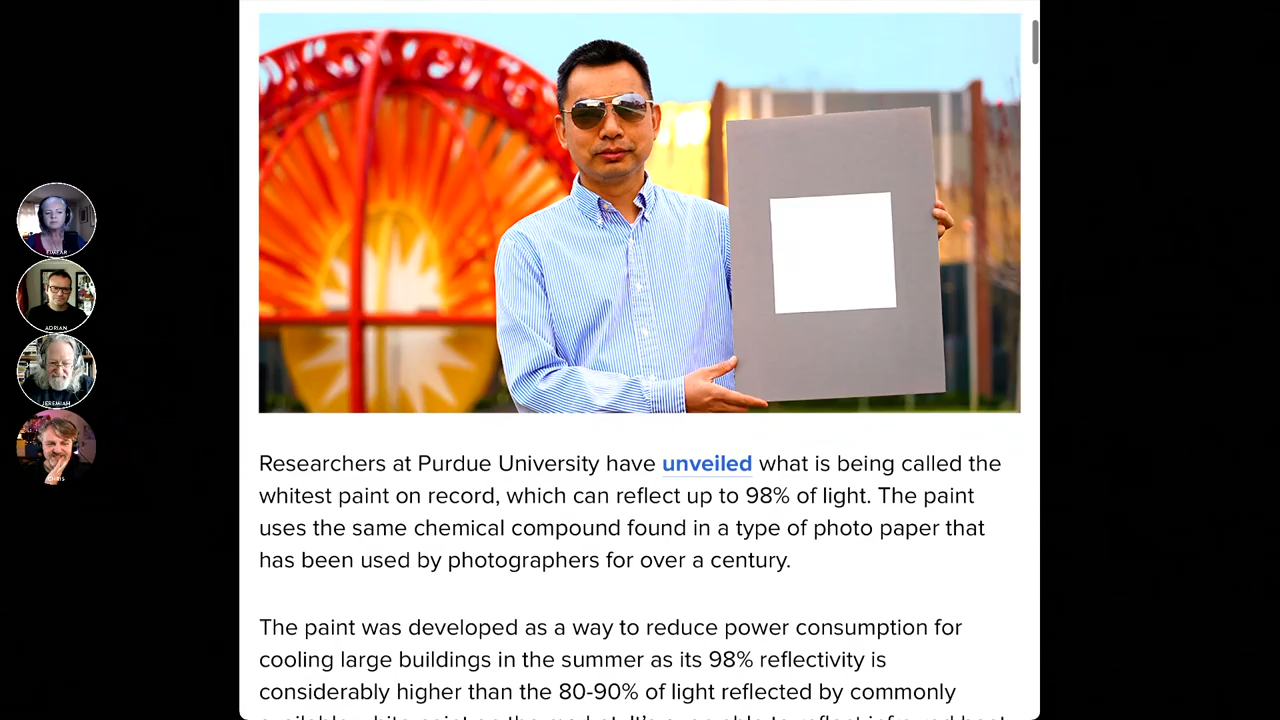 ADRIAN
JEREMIAH
CHRIS
Researchers at Purdue University have unveiled what is being called the
whitest paint on record, which can reflect up to 98% of light. The paint
uses the same chemical compound found in a type of photo paper that
has been used by photographers for over a century.
The paint was developed as a way to reduce power consumption for
cooling large buildings in the summer as its 98% reflectivity is
considerably higher than the 80-90% of light reflected by commonly